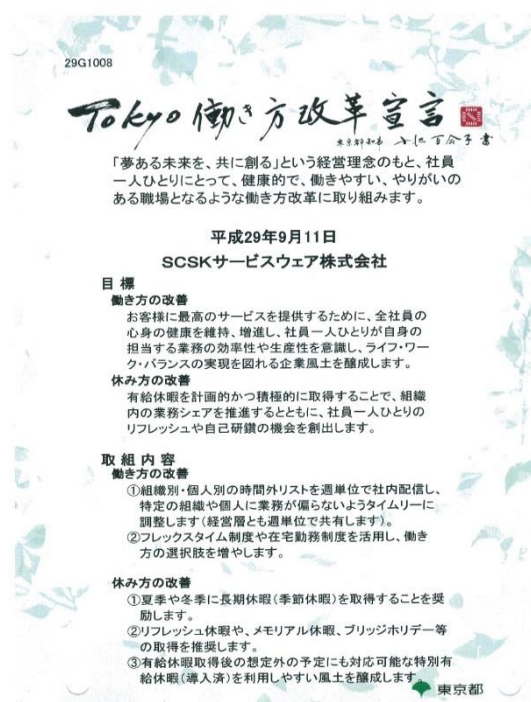 29G1008
Tokyo働き方改革宣言
東京都知事 小池百合子 書
「夢ある未来を、共に創る」という経営理念のもと、社員
一人ひとりにとって、健康的で、働きやすい、やりがいの
ある職場となるような働き方改革に取り組みます。
平成29年9月11日
SCSKサービスウェア株式会社
目 標
働き方の改善
お客様に最高のサービスを提供するために、全社員の
心身の健康を維持、増進し、社員一人ひとりが自身の
担当する業務の効率性や生産性を意識し、ライフ・ワー
ク・バランスの実現を図れる企業風土を醸成します。
休み方の改善
有給休暇を計画的かつ積極的に取得することで、組織
内の業務シェアを推進するとともに、社員一人ひとりの
リフレッシュや自己研鑽の機会を創出します。
取 組 内 容
働き方の改善
①組織別・個人別の時間外リストを週単位で社内配信し、
特定の組織や個人に業務が偏らないようタイムリーに
調整します(経営層とも週単位で共有します)。
②フレックスタイム制度や在宅勤務制度を活用し、働き
方の選択肢を増やします。
休み方の改善
①夏季や冬季に長期休暇(季節休暇)を取得することを奨
励します。
②リフレッシュ休暇や、メモリアル休暇、ブリッジホリデー等
の取得を推奨します。
③有給休暇取得後の想定外の予定にも対応可能な特別有
給休暇(導入済)を利用しやすい風土を醸成します。
東京都